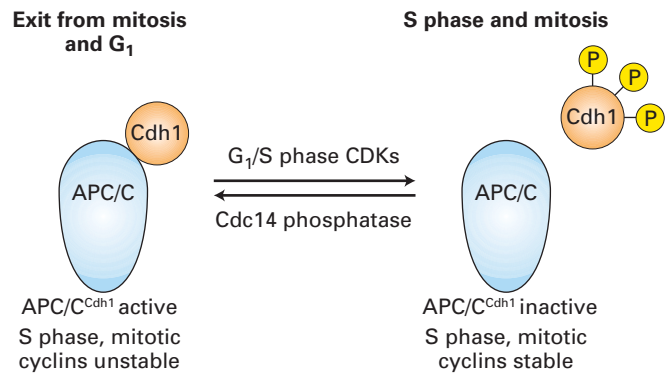 Exit from mitosis
and G₁
S phase and mitosis
P
P
P
Cdh1
Cdh1
G₁/S phase CDKs
APC/C
APC/C
Cdc14 phosphatase
APC/Cᶜᵈʰ¹ active
S phase, mitotic
cyclins unstable
APC/Cᶜᵈʰ¹ inactive
S phase, mitotic
cyclins stable